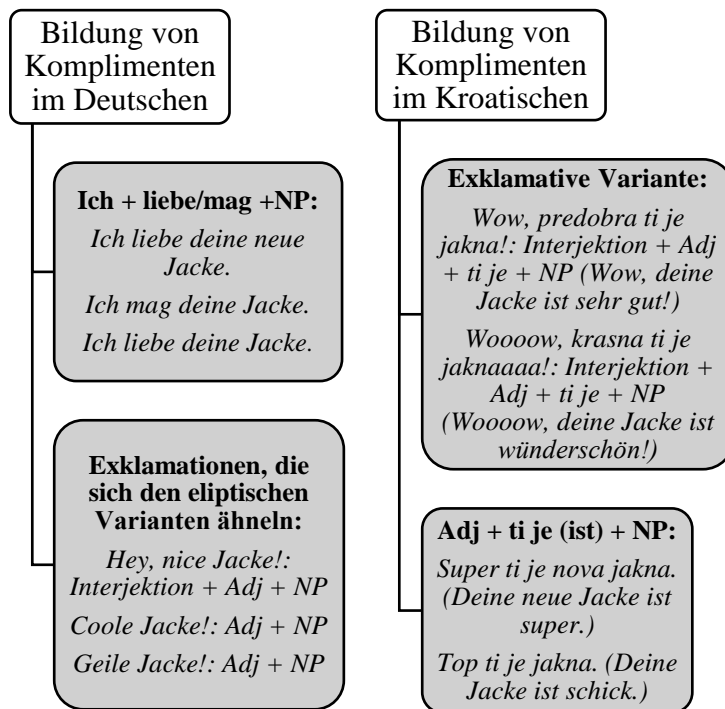 Bildung von
Komplimenten
im Deutschen
Ich + liebe/mag +NP:
Ich liebe deine neue
Jacke.
Ich mag deine Jacke.
Ich liebe deine Jacke.
Exklamationen, die
sich den eliptischen
Varianten ähneln:
Hey, nice Jacke!:
Interjektion + Adj + NP
Coole Jacke!: Adj + NP
Geile Jacke!: Adj + NP
Bildung von
Komplimenten
im Kroatischen
Exklamative Variante:
Wow, predobra ti je
jakna!: Interjektion + Adj
+ ti je + NP (Wow, deine
Jacke ist sehr gut!)
Woooow, krasna ti je
jaknaaaa!: Interjektion +
Adj + ti je + NP
(Woooow, deine Jacke ist
wünderschön!)
Adj + ti je (ist) + NP:
Super ti je nova jakna.
(Deine neue Jacke ist
super.)
Top ti je jakna. (Deine
Jacke ist schick.)